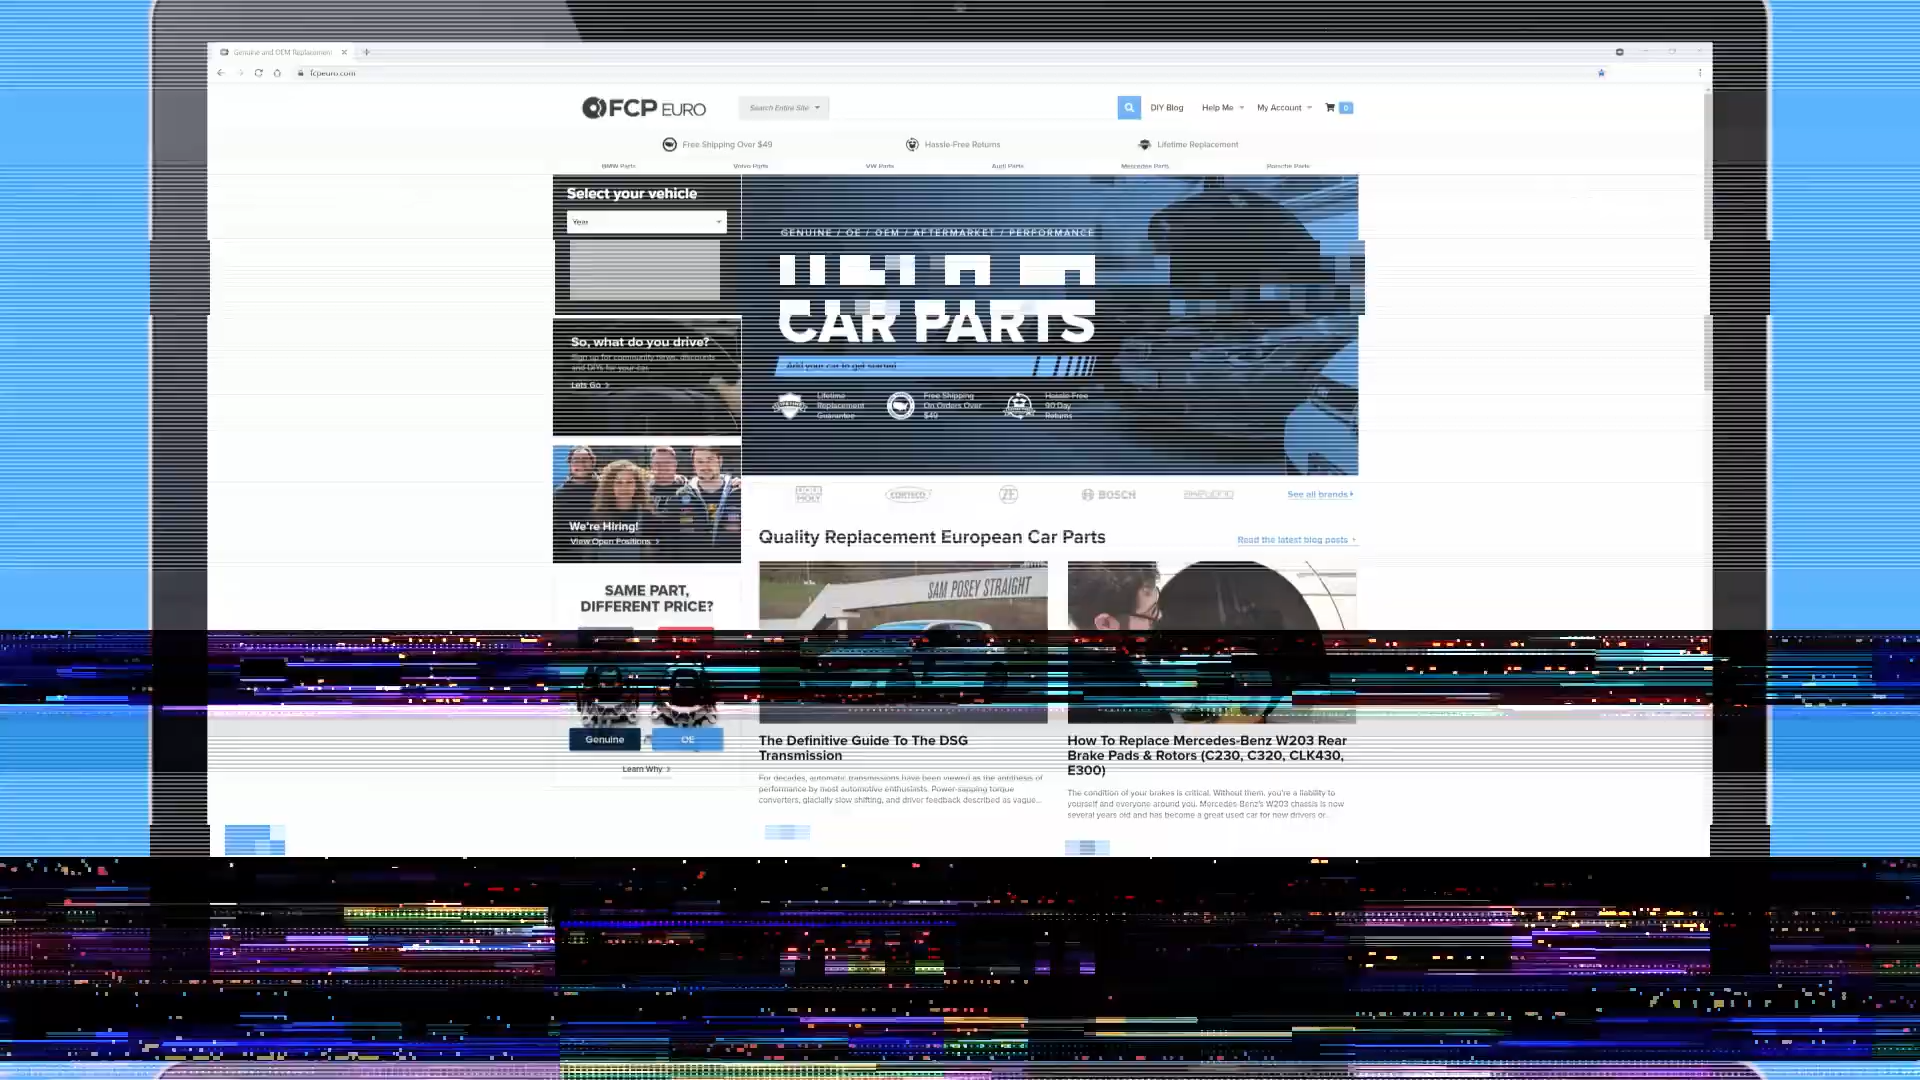 Genuine and OEM Replacement
fcpeuro.com
FCP EURO
Search Entire Site
DIY Blog
Help Me
My Account
0
Free Shipping Over $49
Hassle-Free Returns
Lifetime Replacement
BMW Parts
Volvo Parts
VW Parts
Audi Parts
Mercedes Parts
Porsche Parts
Select your vehicle
Year
GENUINE / OE / OEM / AFTERMARKET / PERFORMANCE
CAR PARTS
Add your car to get started
Lifetime
Replacement
Guarantee
Free Shipping
On Orders Over
$49
Hassle-Free
90 Day
Returns
So, what do you drive?
Sign up for community news, discounts
and DIYs for your car.
Lets Go
We're Hiring!
View Open Positions
LIQUI MOLY
CORTECO
ZF
BOSCH
See all brands
Quality Replacement European Car Parts
Read the latest blog posts
SAME PART,
DIFFERENT PRICE?
Genuine
OE
Learn Why
SAM POSEY STRAIGHT
The Definitive Guide To The DSG
Transmission
For decades, automatic transmissions have been viewed as the antithesis of
performance by most automotive enthusiasts. Power-sapping torque
converters, glacially slow shifting, and driver feedback described as vague...
How To Replace Mercedes-Benz W203 Rear
Brake Pads & Rotors (C230, C320, CLK430,
E300)
The condition of your brakes is critical. Without them, you're a liability to
yourself and everyone around you. Mercedes-Benz's W203 chassis is now
several years old and has become a great used car for new drivers or...